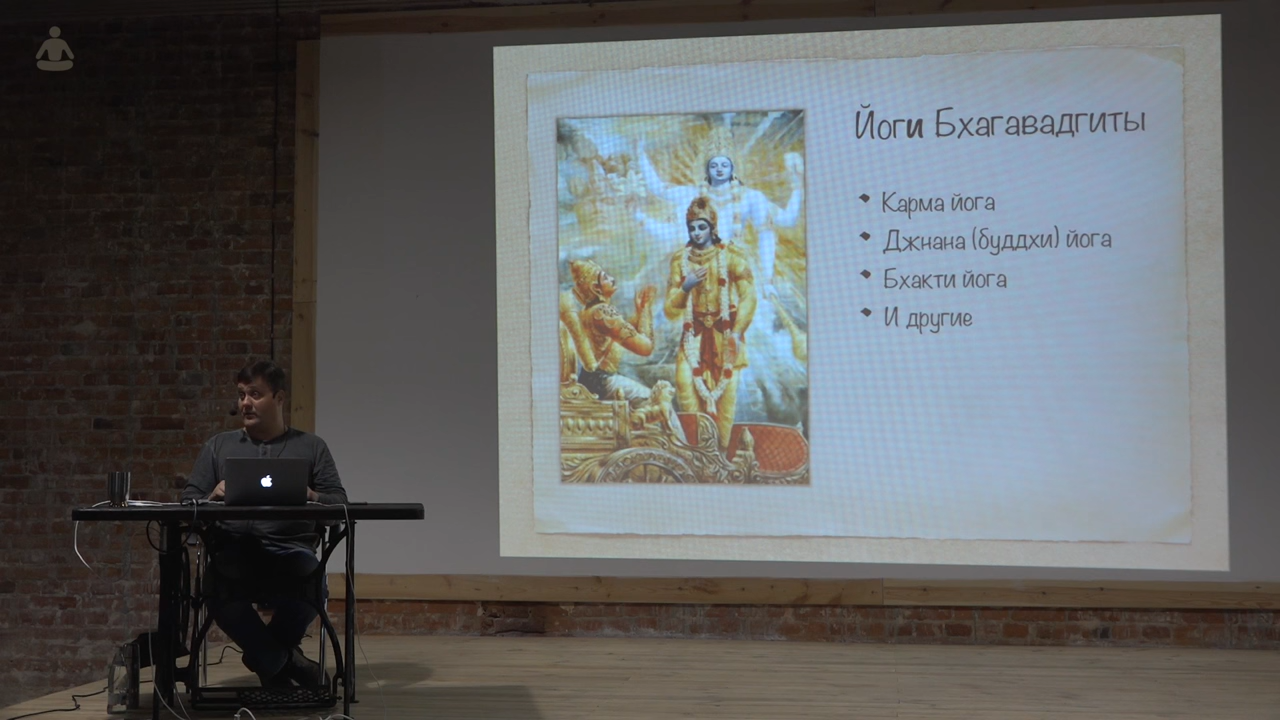 Йоги Бхагавадгиты
Карма йога
Джнана (буддхи) йога
Бхакти йога
И другие